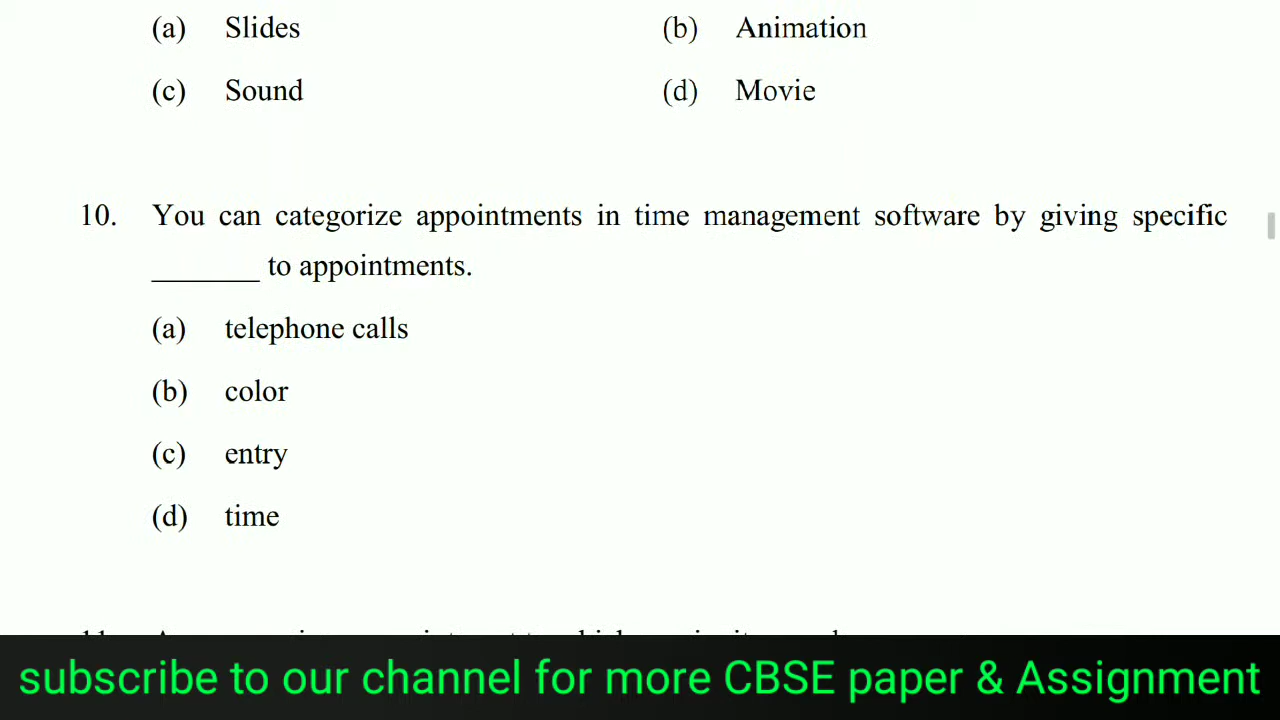 (a) Slides (b) Animation
(c) Sound (d) Movie
10. You can categorize appointments in time management software by giving specific
_______ to appointments.
(a) telephone calls
(b) color
(c) entry
(d) time
subscribe to our channel for more CBSE paper & Assignment